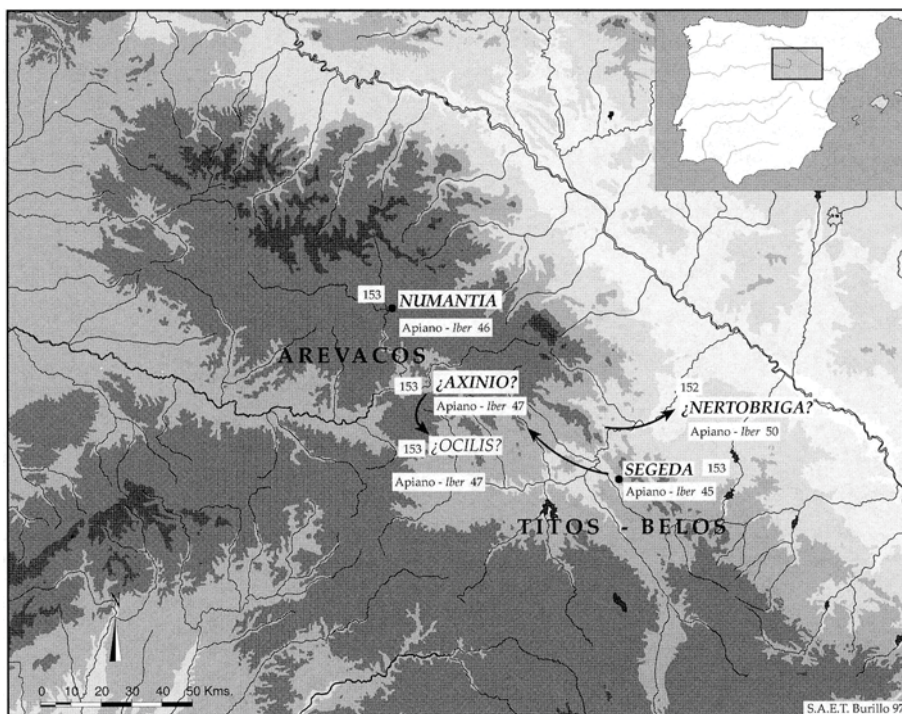 153 NUMANTIA
Apiano - Iber 46
AREVACOS
153 ¿AXINIO?
Apiano - Iber 47
153 ¿OCILIS?
Apiano - Iber 47
152
¿NERTOBRIGA?
Apiano - Iber 50
SEGEDA 153
Apiano - Iber 45
TITOS - BELOS
0 10 20 30 40 50 Kms.
S.A.E.T. Burillo 97